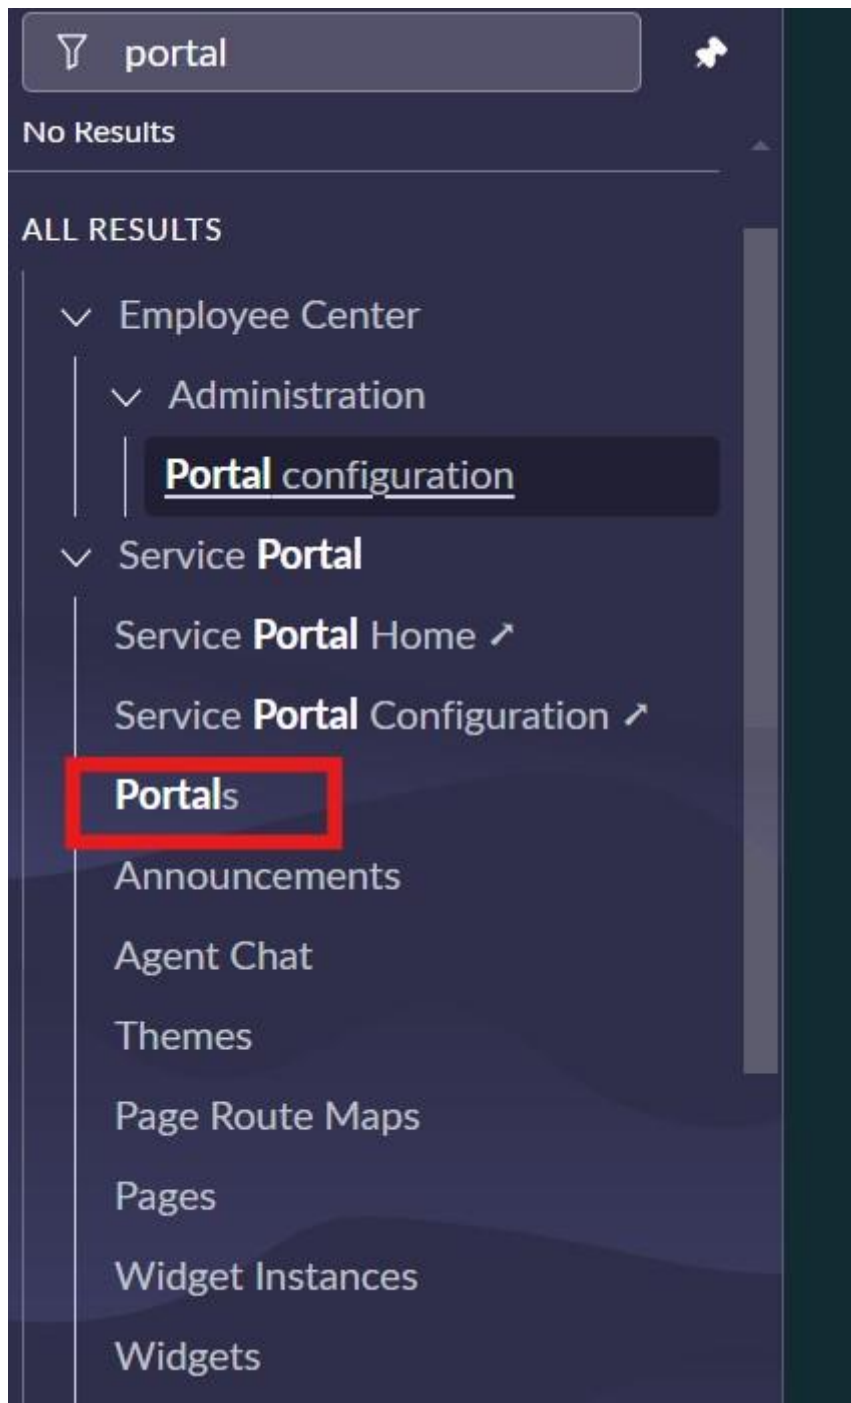 portal
No Results
ALL RESULTS
Employee Center
Administration
Portal configuration
Service Portal
Service Portal Home ↗
Service Portal Configuration ↗
Portals
Announcements
Agent Chat
Themes
Page Route Maps
Pages
Widget Instances
Widgets